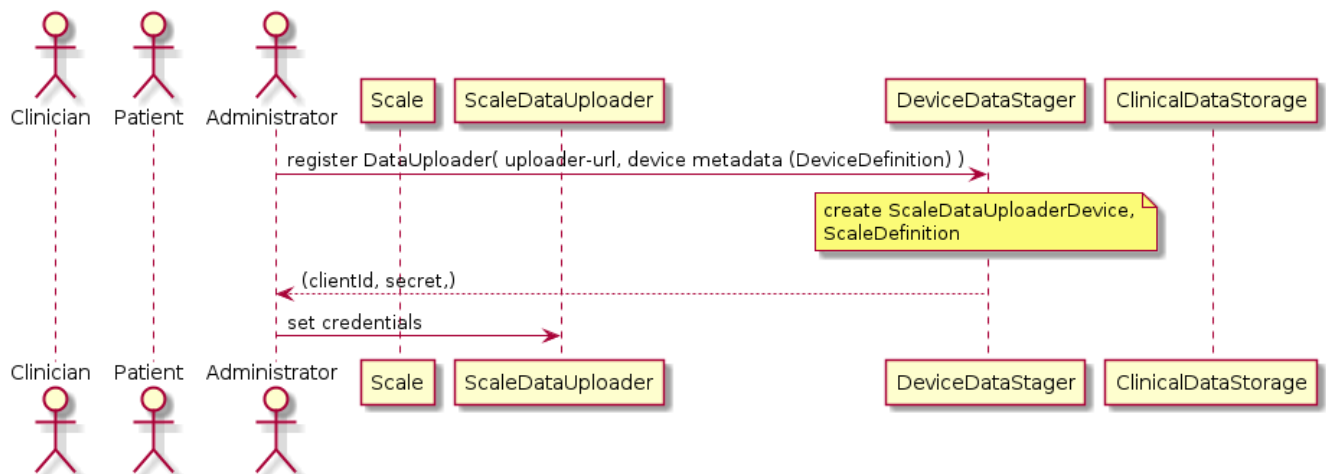 Clinician Patient Administrator Scale ScaleDataUploader DeviceDataStager ClinicalDataStorage
register DataUploader( uploader-url, device metadata (DeviceDefinition) )
create ScaleDataUploaderDevice,
ScaleDefinition
(clientId, secret,)
set credentials
Clinician Patient Administrator Scale ScaleDataUploader DeviceDataStager ClinicalDataStorage